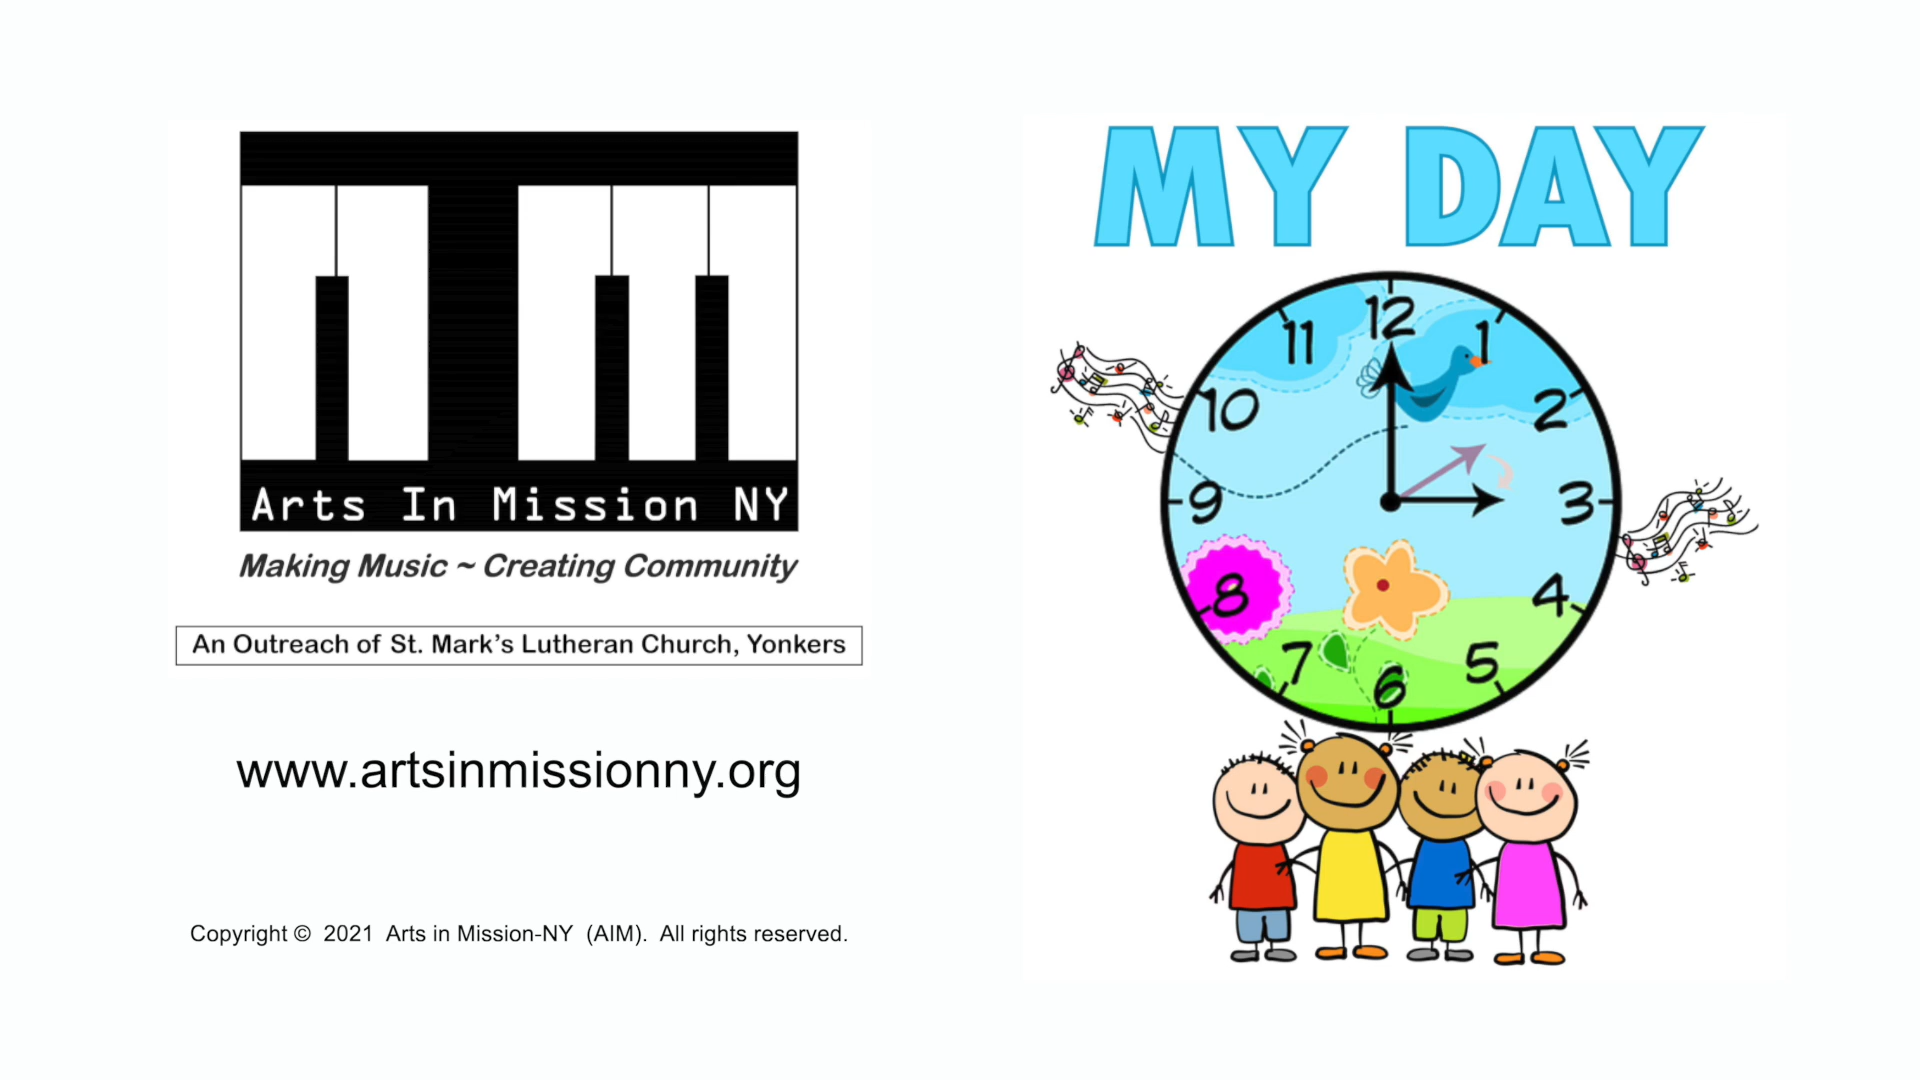 Arts In Mission NY
Making Music ~ Creating Community
An Outreach of St. Mark's Lutheran Church, Yonkers
www.artsinmissionny.org
Copyright © 2021 Arts in Mission-NY (AIM). All rights reserved.
MY DAY
12
1
2
3
4
5
6
7
8
9
10
11